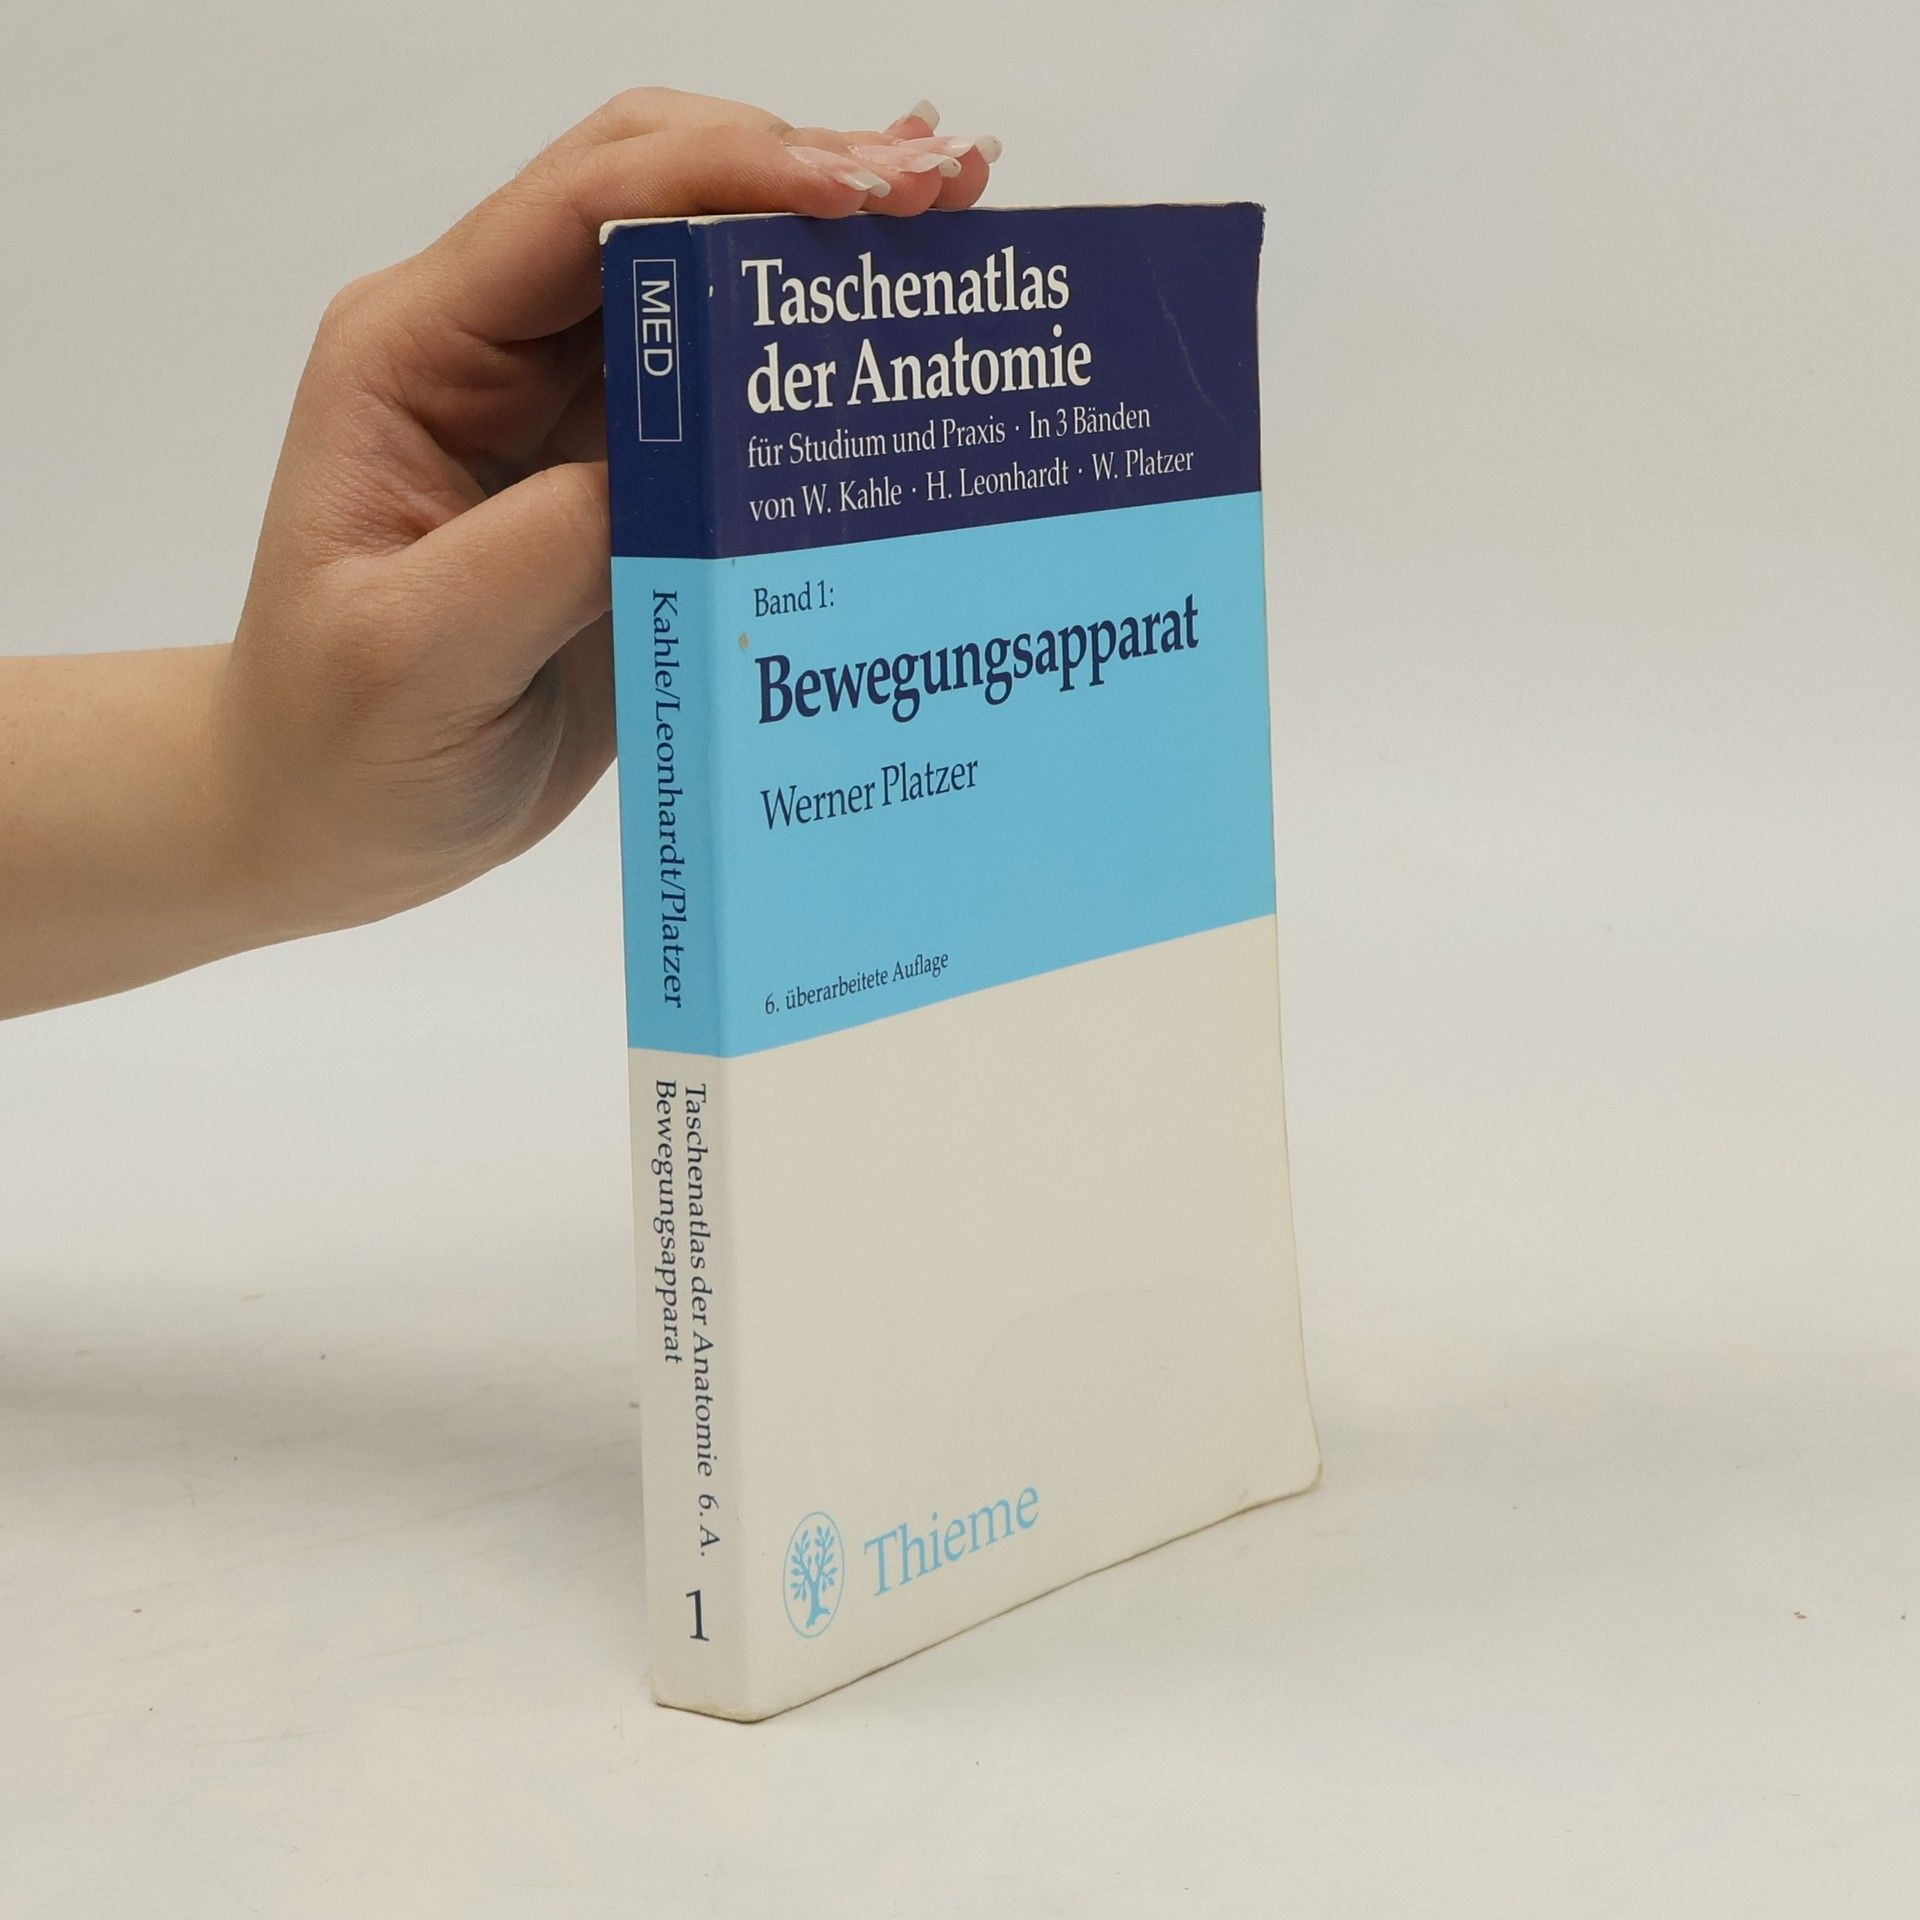 MED
Kahle/Leonhardt/Platzer
Taschenatlas der Anatomie 6. A.
Bewegungsapparat
1
Taschenatlas
der Anatomie
für Studium und Praxis · In 3 Bänden
von W. Kahle · H. Leonhardt · W. Platzer
Band 1:
Bewegungsapparat
Werner Platzer
6. überarbeitete Auflage
Thieme